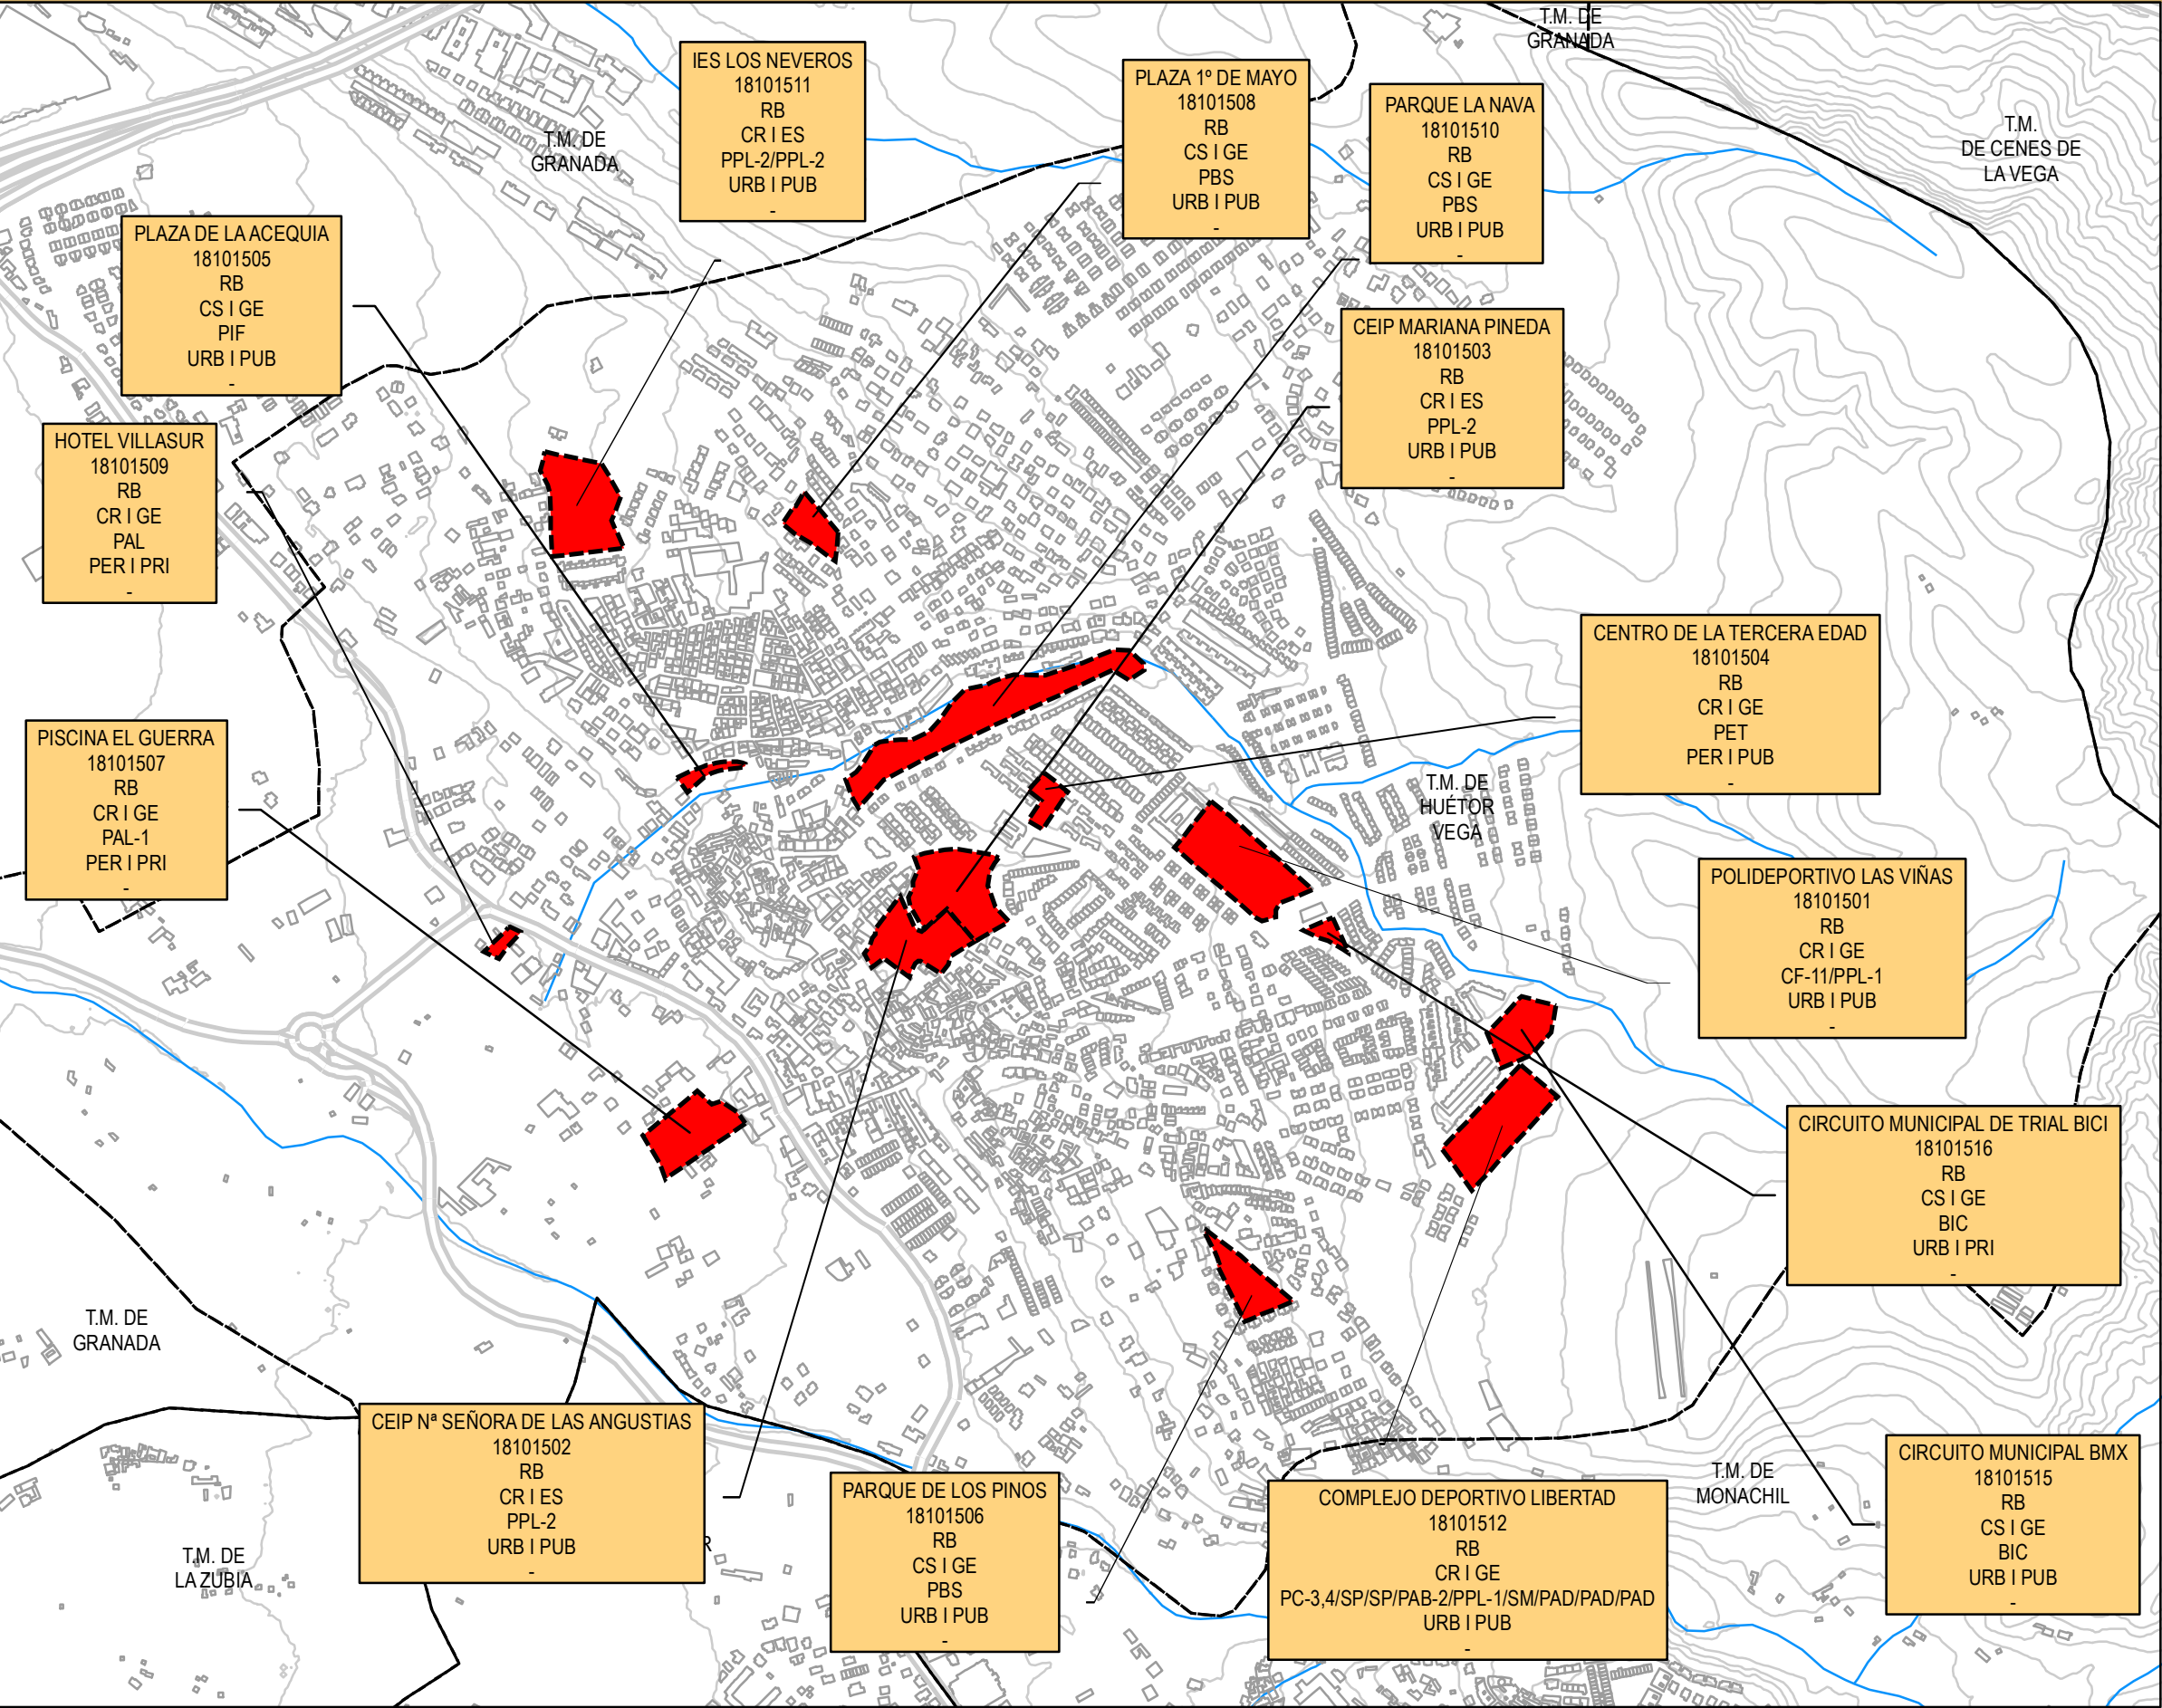 T.M. DE
GRANADA
IES LOS NEVEROS
18101511
RB
CR I ES
PPL-2/PPL-2
URB I PUB
-
PLAZA 1º DE MAYO
18101508
RB
CS I GE
PBS
URB I PUB
-
PARQUE LA NAVA
18101510
RB
CS I GE
PBS
URB I PUB
-
T.M. DE
GRANADA
T.M.
DE CENES DE
LA VEGA
PLAZA DE LA ACEQUIA
18101505
RB
CS I GE
PIF
URB I PUB
-
CEIP MARIANA PINEDA
18101503
RB
CR I ES
PPL-2
URB I PUB
-
HOTEL VILLASUR
18101509
RB
CR I GE
PAL
PER I PRI
-
CENTRO DE LA TERCERA EDAD
18101504
RB
CR I GE
PET
PER I PUB
-
PISCINA EL GUERRA
18101507
RB
CR I GE
PAL-1
PER I PRI
-
T.M. DE
HUÉTOR
VEGA
POLIDEPORTIVO LAS VIÑAS
18101501
RB
CR I GE
CF-11/PPL-1
URB I PUB
-
CIRCUITO MUNICIPAL DE TRIAL BICI
18101516
RB
CS I GE
BIC
URB I PRI
-
T.M. DE
GRANADA
CEIP Nª SEÑORA DE LAS ANGUSTIAS
18101502
RB
CR I ES
PPL-2
URB I PUB
-
R
PARQUE DE LOS PINOS
18101506
RB
CS I GE
PBS
URB I PUB
-
COMPLEJO DEPORTIVO LIBERTAD
18101512
RB
CR I GE
PC-3,4/SP/SP/PAB-2/PPL-1/SM/PAD/PAD/PAD
URB I PUB
-
T.M. DE
MONACHIL
CIRCUITO MUNICIPAL BMX
18101515
RB
CS I GE
BIC
URB I PUB
-
T.M. DE
LA ZUBIA